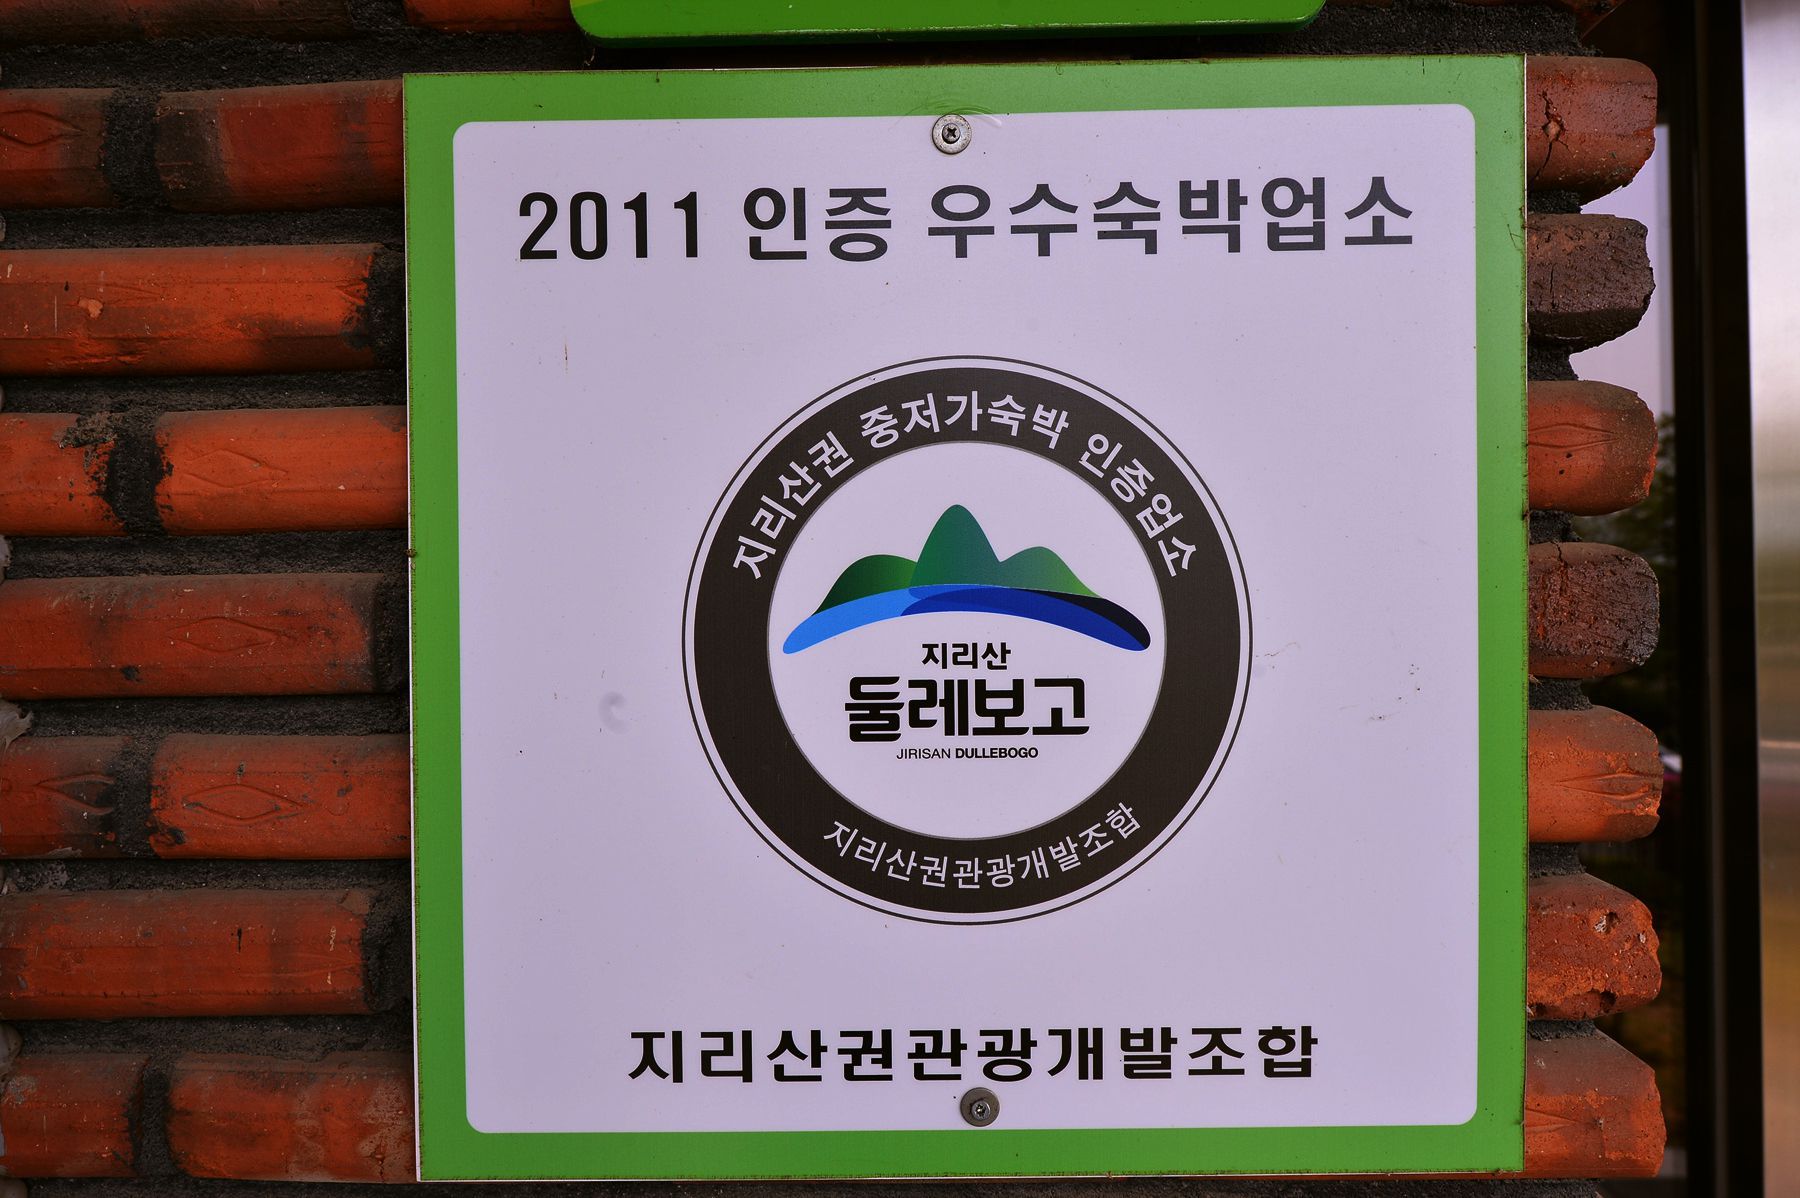 2011 인증 우수숙박업소
지리산권 중저가숙박 인증업소
지리산
둘레보고
JIRISAN DULLEBOGO
지리산권관광개발조합
지리산권관광개발조합